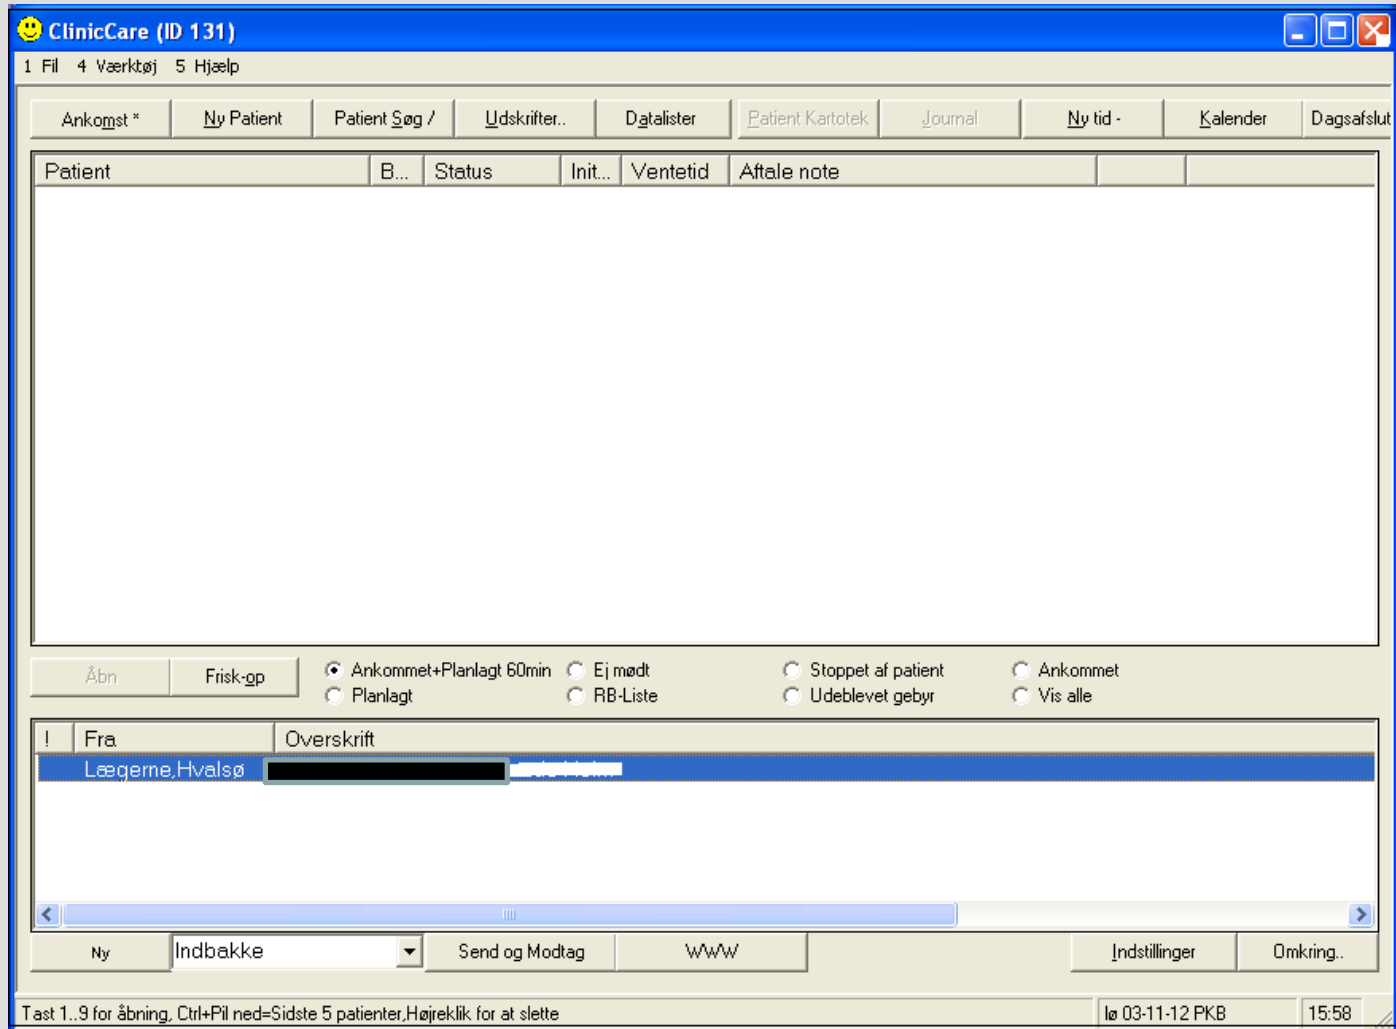 ClinicCare (ID 131)
1 Fil 4 Værktøj 5 Hjælp
Ankomst * Ny Patient Patient Søg / Udskrifter.. Datalister Patient Kartotek Journal Ny tid - Kalender Dagsafslut
Patient B... Status Init... Ventetid Aftale note
Åbn Frisk-op Ankommet+Planlagt 60min Ej mødt Stoppet af patient Ankommet
Planlagt RB-Liste Udeblevet gebyr Vis alle
! Fra Overskrift
Lægerne,Hvalsø
Ny Indbakke Send og Modtag WWW Indstillinger Omkring..
Tast 1..9 for åbning, Ctrl+Pil ned=Sidste 5 patienter,Højreklik for at slette lø 03-11-12 PKB 15:58